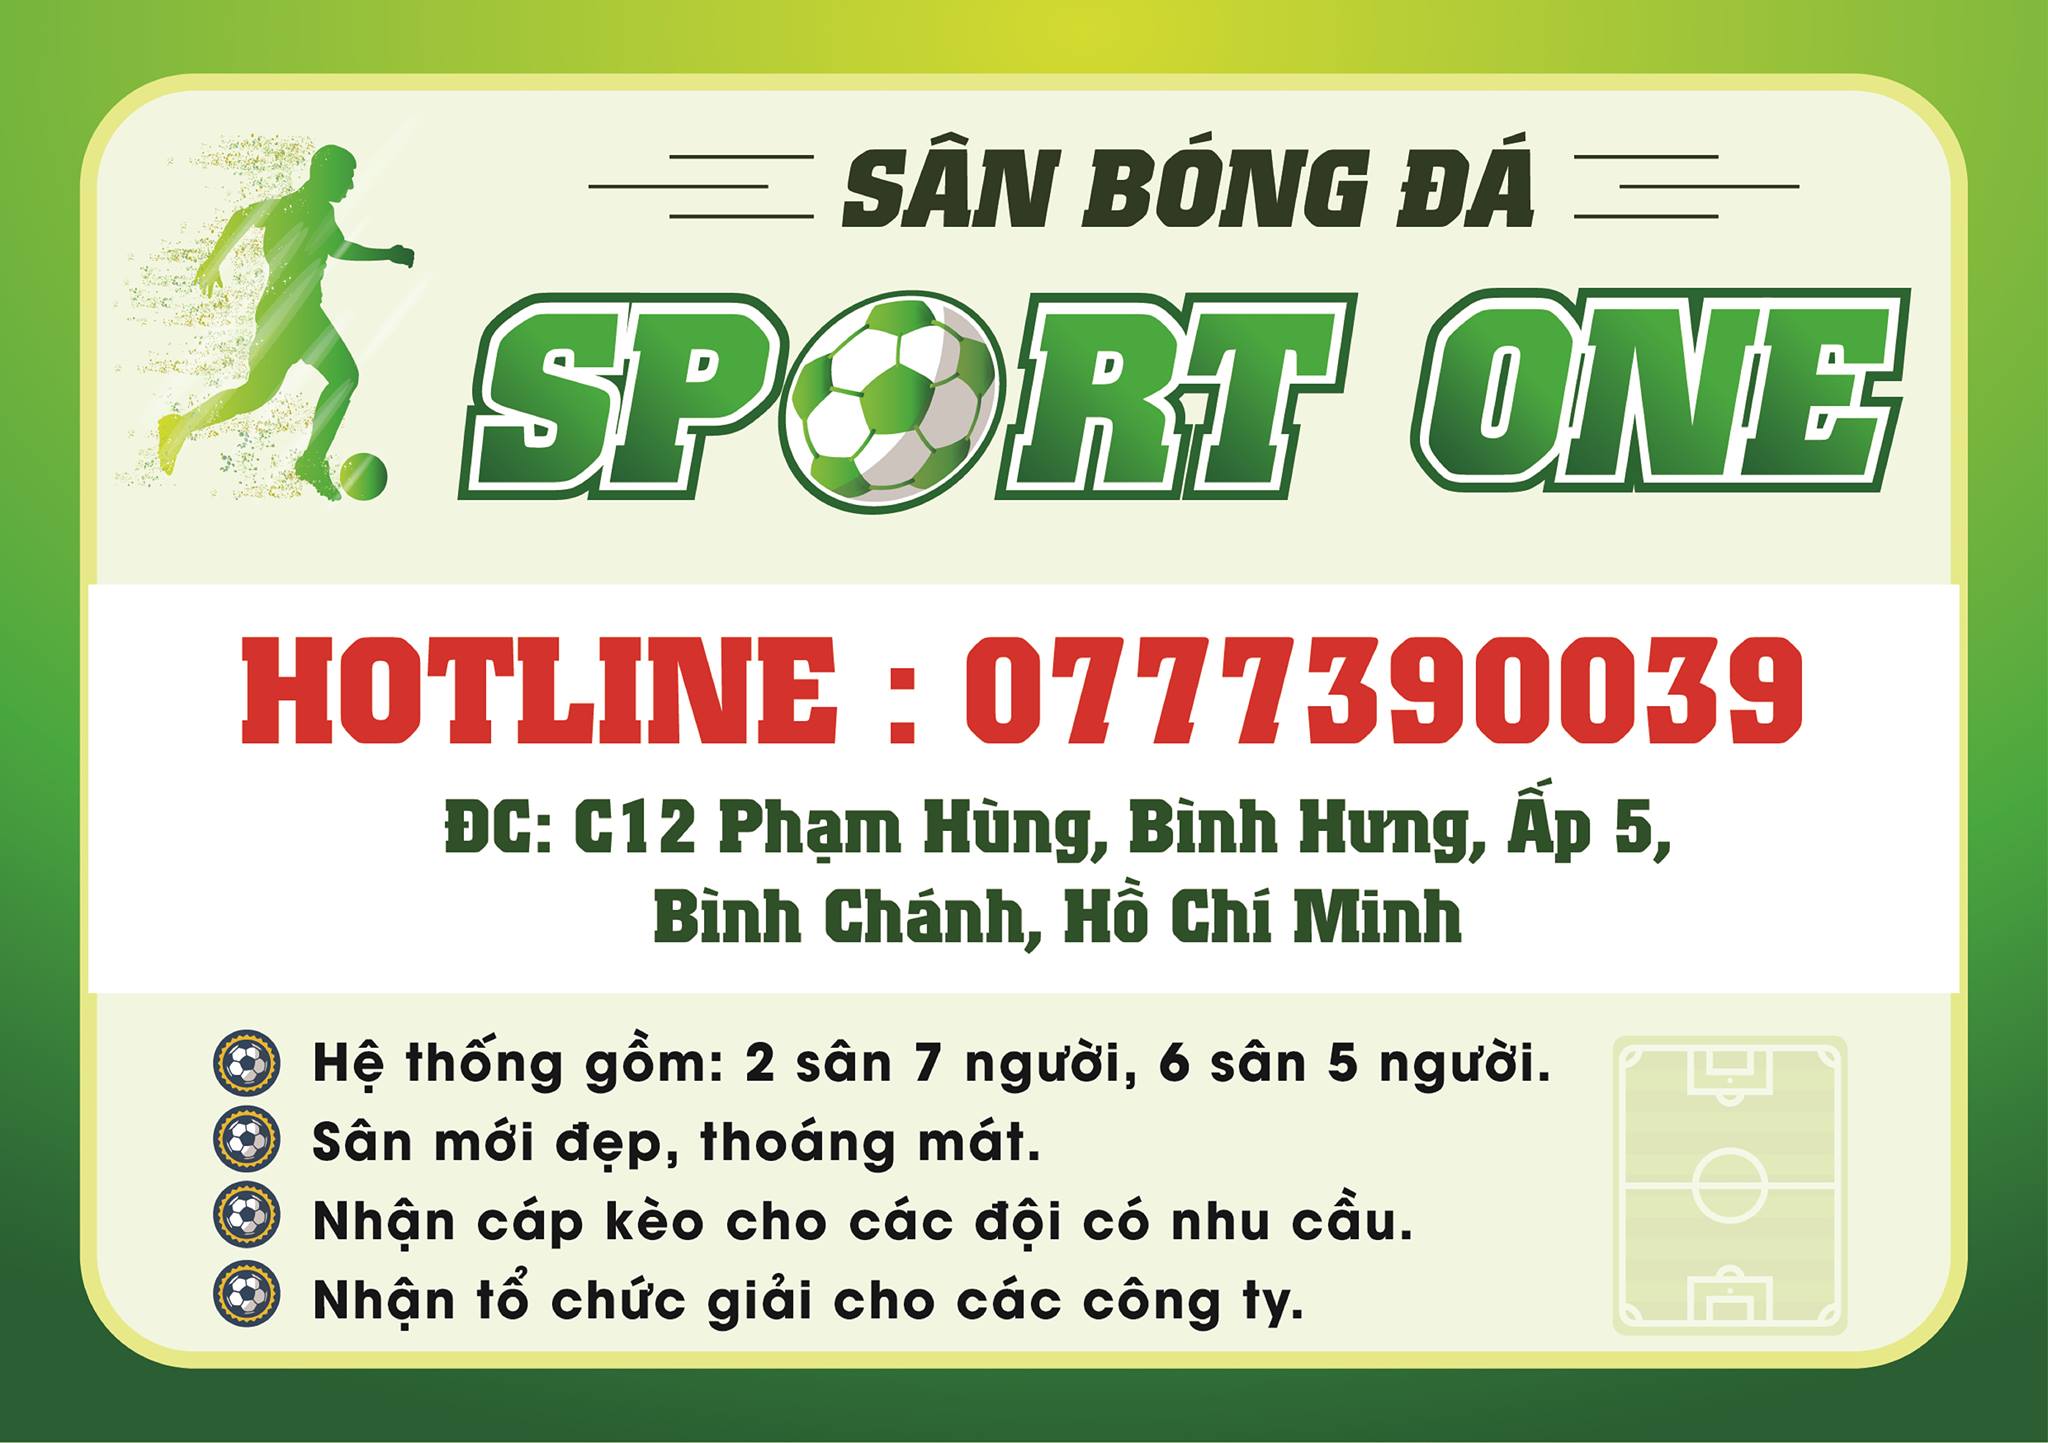 SÂN BÓNG ĐÁ
SPORT ONE
HOTLINE : 0777390039
ĐC: C12 Phạm Hùng, Bình Hưng, Ấp 5,
Bình Chánh, Hồ Chí Minh
Hệ thống gồm: 2 sân 7 người, 6 sân 5 người.
Sân mới đẹp, thoáng mát.
Nhận cáp kèo cho các đội có nhu cầu.
Nhận tổ chức giải cho các công ty.